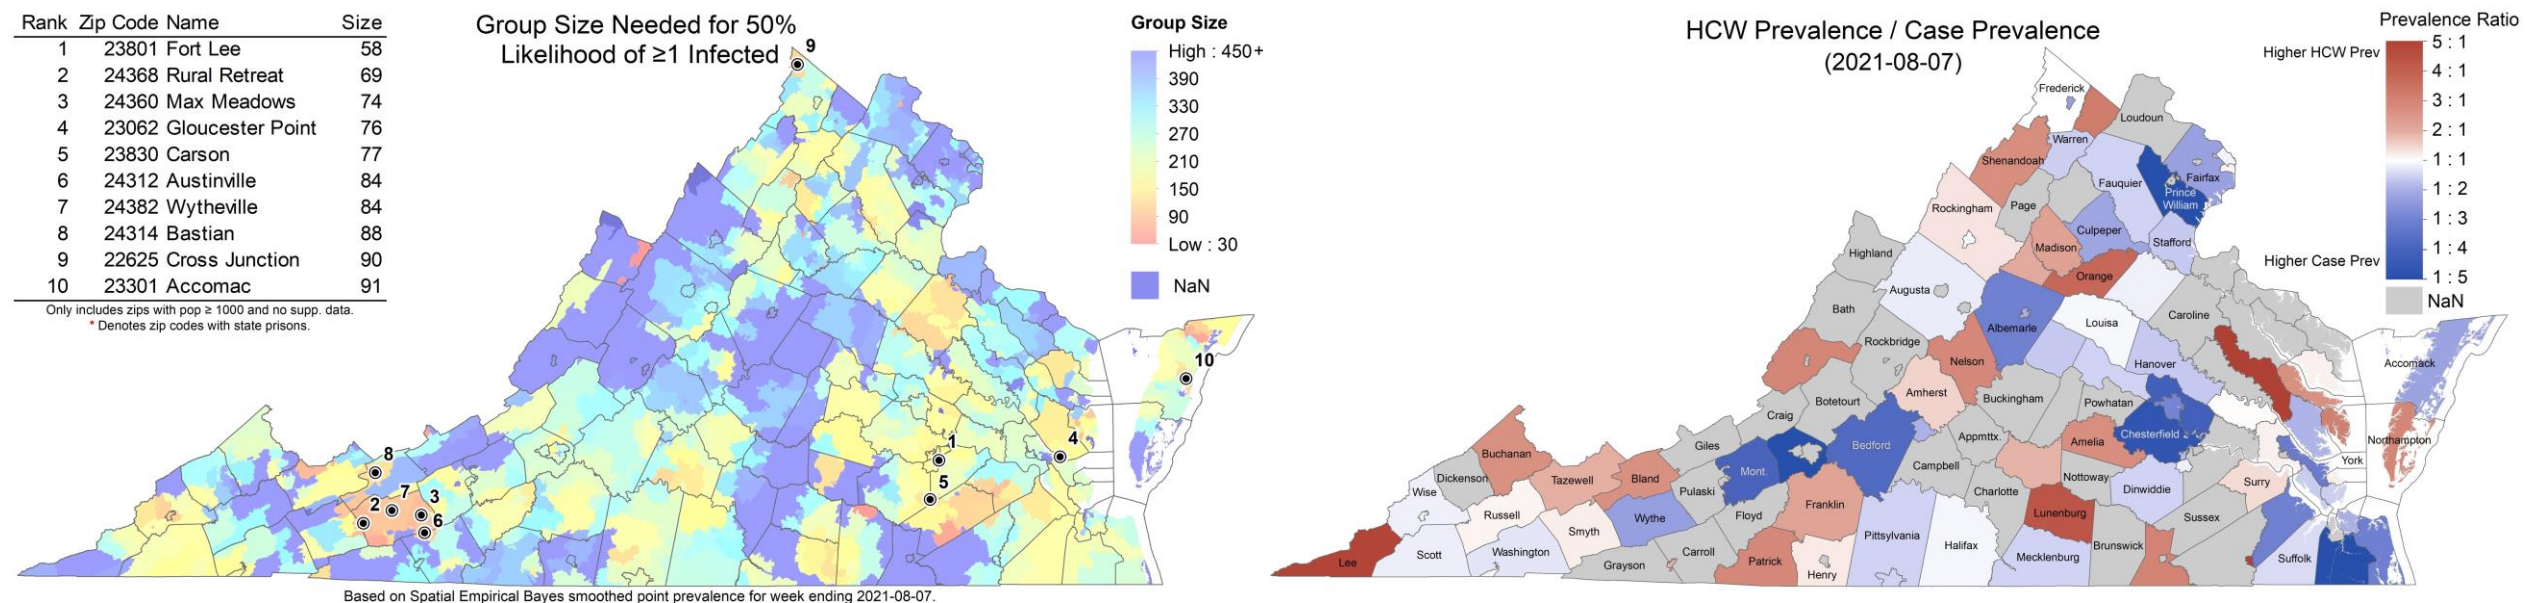 Rank Zip Code Name Size
1 23801 Fort Lee 58
2 24368 Rural Retreat 69
3 24360 Max Meadows 74
4 23062 Gloucester Point 76
5 23830 Carson 77
6 24312 Austinville 84
7 24382 Wytheville 84
8 24314 Bastian 88
9 22625 Cross Junction 90
10 23301 Accomac 91
Only includes zips with pop ≥ 1000 and no supp. data.
* Denotes zip codes with state prisons.
Group Size Needed for 50%
Likelihood of ≥1 Infected
9
10
4
1
5
8
7
3
2
6
Group Size
High : 450+
390
330
270
210
150
90
Low : 30
NaN
Based on Spatial Empirical Bayes smoothed point prevalence for week ending 2021-08-07.
HCW Prevalence / Case Prevalence
(2021-08-07)
Prevalence Ratio
Higher HCW Prev
5 : 1
4 : 1
3 : 1
2 : 1
1 : 1
1 : 2
1 : 3
1 : 4
Higher Case Prev
1 : 5
NaN
Frederick
Loudoun
Warren
Shenandoah
Fauquier
Fairfax
Prince
William
Page
Rockingham
Culpeper
Madison
Stafford
Highland
Orange
Augusta
Bath
Albemarle
Louisa
Caroline
Rockbridge
Nelson
Hanover
Accomack
Amherst
Buckingham
Powhatan
Botetourt
Craig
Chesterfield
Amelia
Appmttx.
Northampton
Giles
Bedford
Buchanan
York
Mont.
Campbell
Dickenson
Tazewell
Bland
Nottoway
Surry
Wise
Pulaski
Charlotte
Dinwiddie
Franklin
Lunenburg
Russell
Wythe
Floyd
Sussex
Smyth
Pittsylvania
Halifax
Brunswick
Washington
Scott
Carroll
Mecklenburg
Suffolk
Lee
Grayson
Patrick
Henry